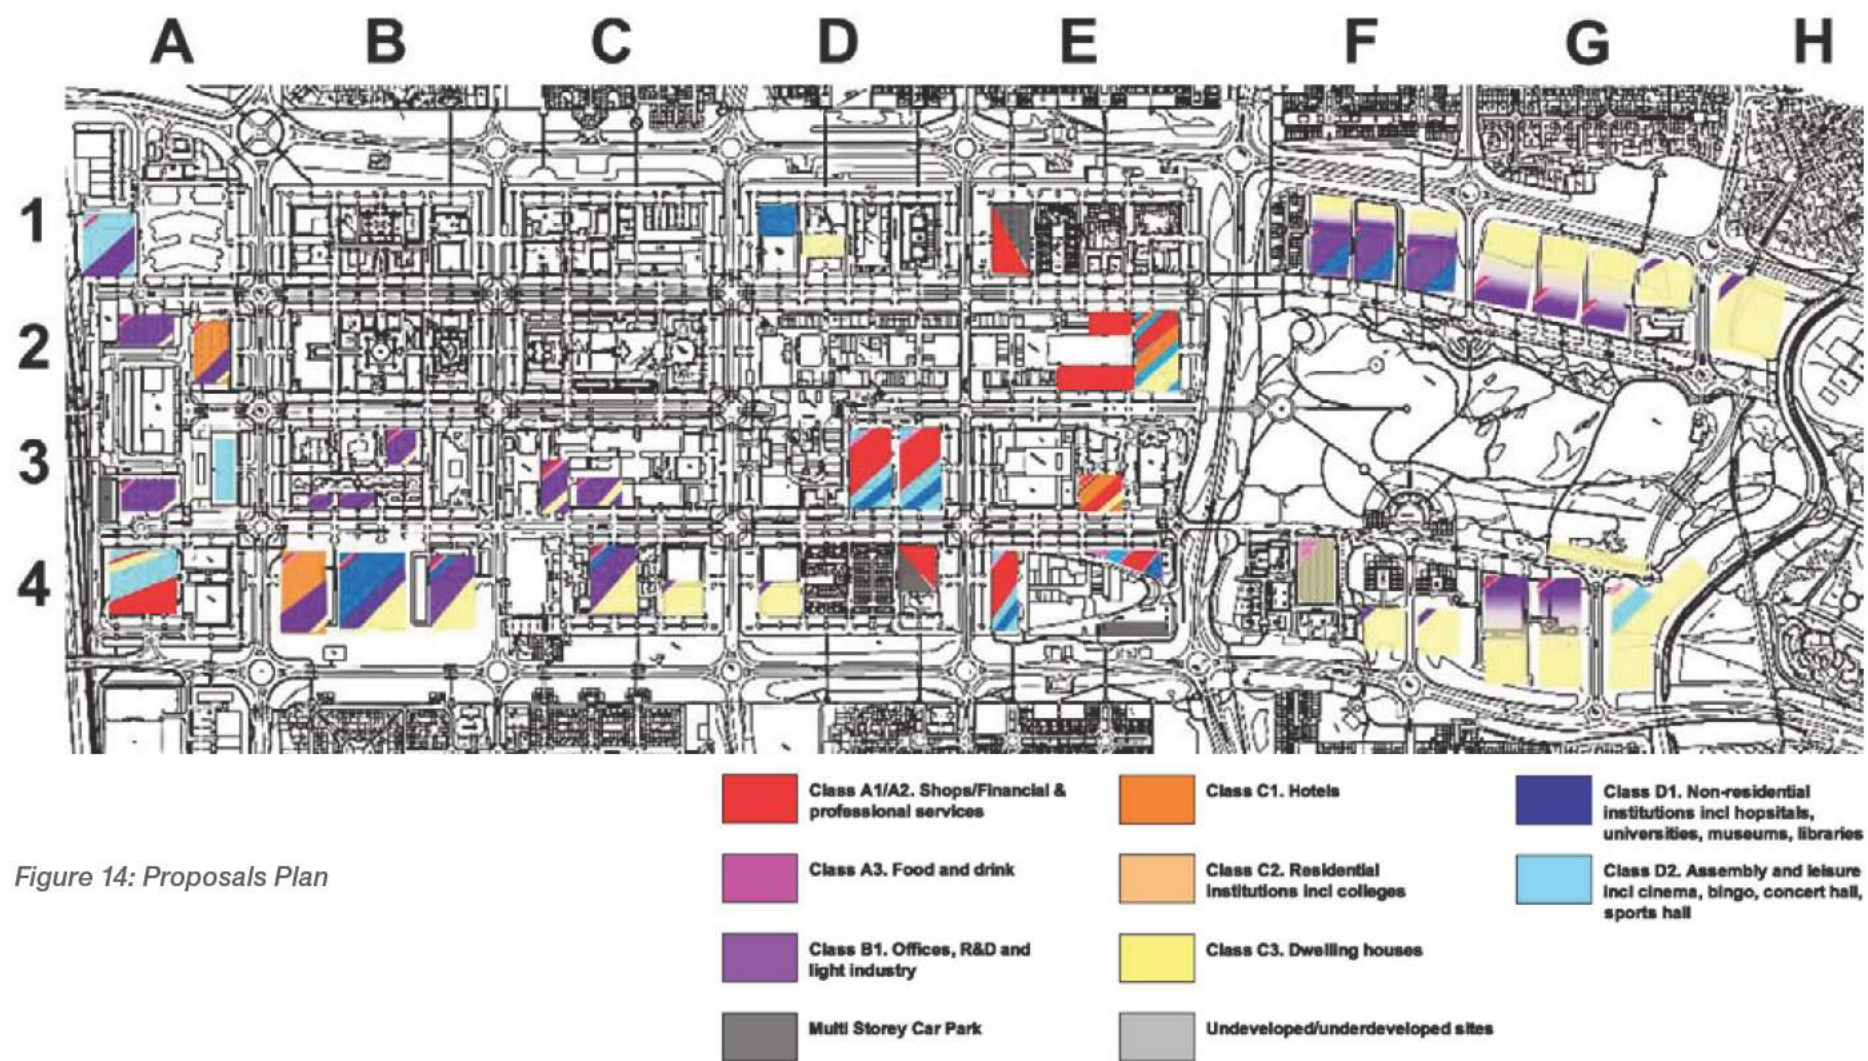 A B C D E F G H
1
2
3
4
Class A1/A2. Shops/Financial &
professional services
Class A3. Food and drink
Class B1. Offices, R&D and
light industry
Multi Storey Car Park
Class C1. Hotels
Class C2. Residential
institutions incl colleges
Class C3. Dwelling houses
Undeveloped/underdeveloped sites
Class D1. Non-residential
institutions incl hopsitals,
universities, museums, libraries
Class D2. Assembly and leisure
incl cinema, bingo, concert hall,
sports hall
Figure 14: Proposals Plan